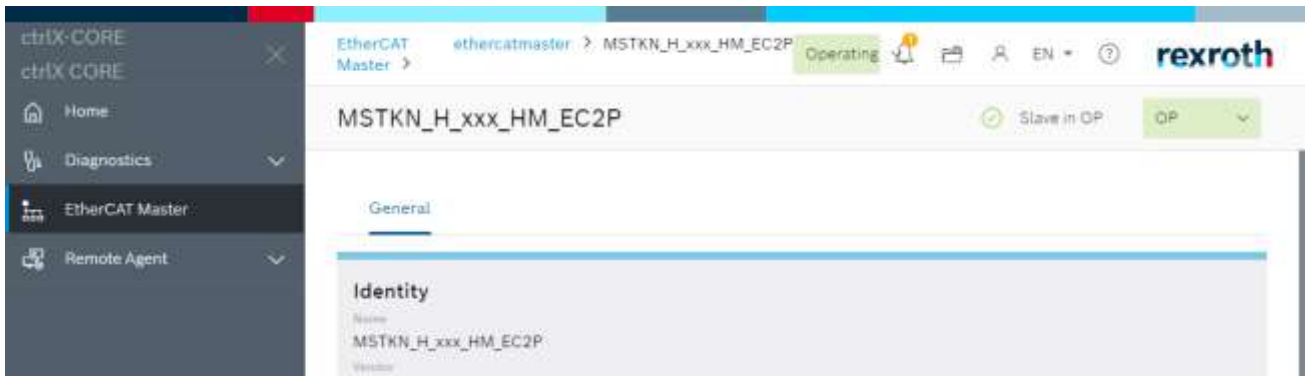 ctrlX-CORE
ctrlX CORE
Home
Diagnostics
EtherCAT Master
Remote Agent
EtherCAT Master > ethercatmaster > MSTKN_H_xxx_HM_EC2P
Operating
EN
rexroth
MSTKN_H_xxx_HM_EC2P
Slave in OP
OP
General
Identity
Name
MSTKN_H_xxx_HM_EC2P
Vendor